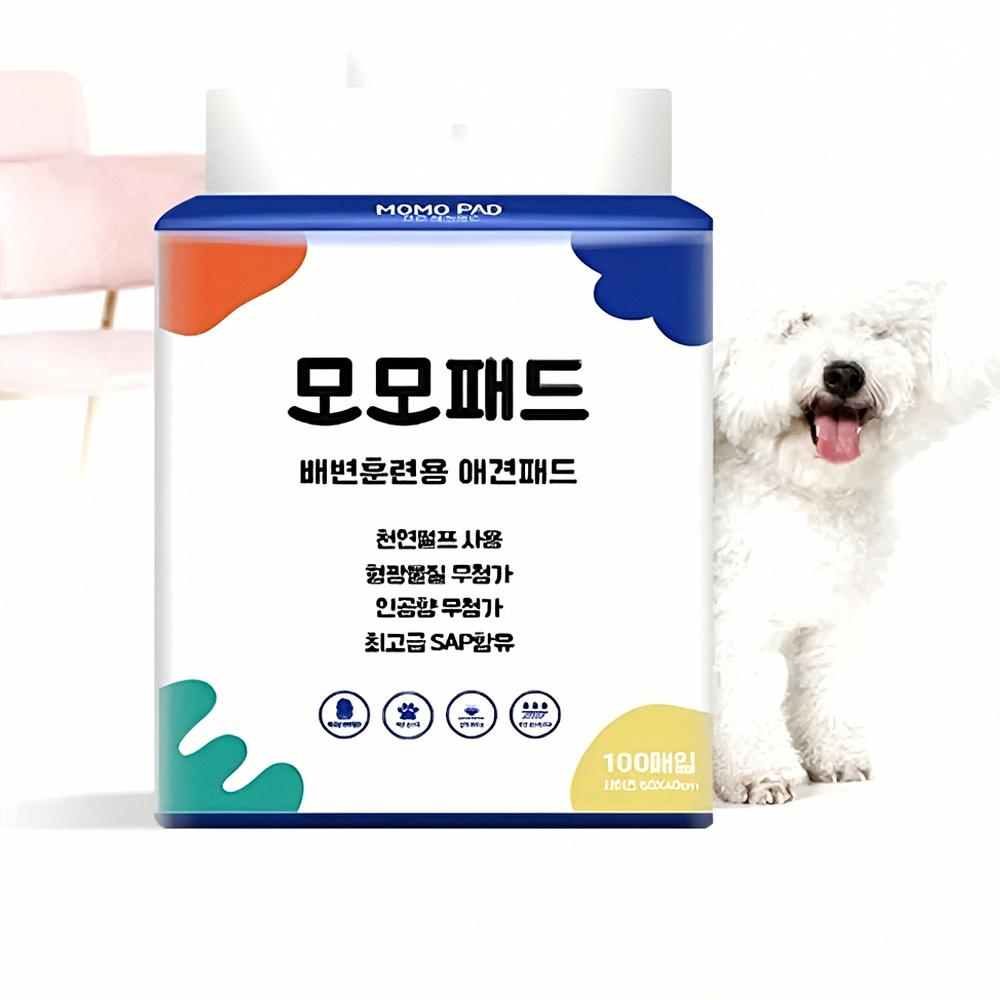 MOMO PAD
모모패드
배변훈련용 애견패드
천연펄프 사용
형광물질 무첨가
인공향 무첨가
최고급 SAP함유
100매입